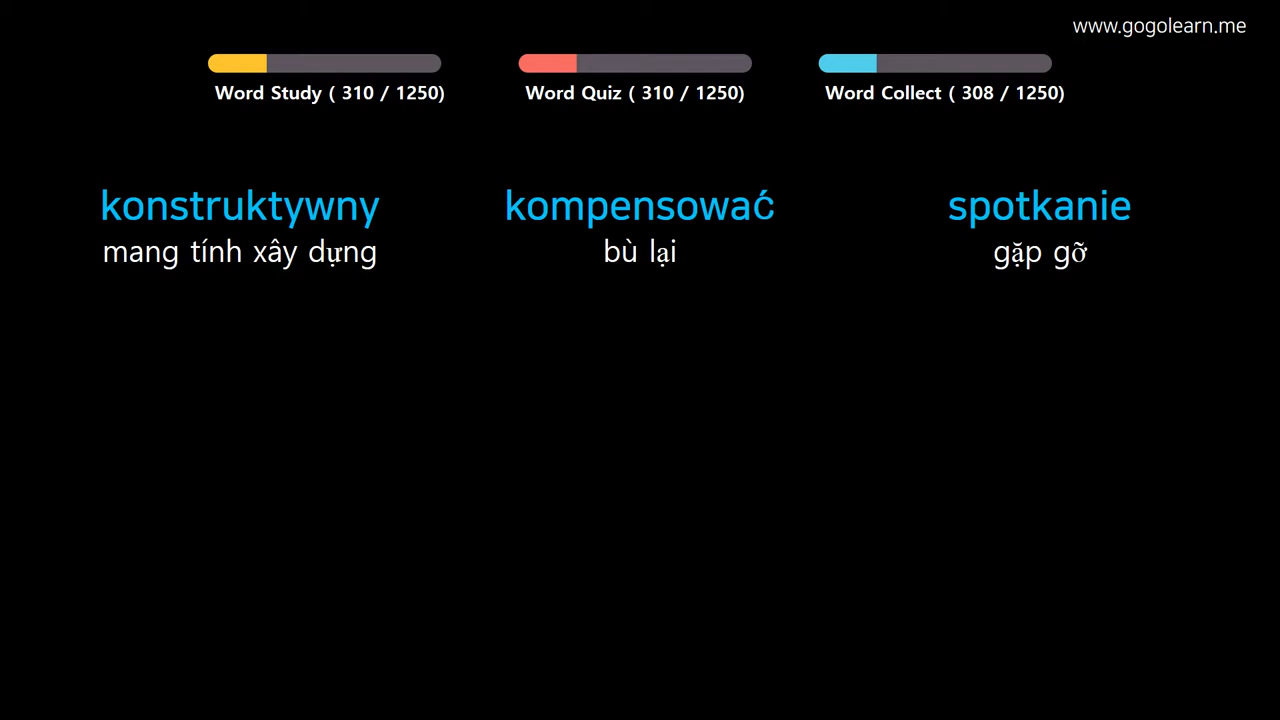 www.gogolearn.me
Word Study ( 310 / 1250)
Word Quiz ( 310 / 1250)
Word Collect ( 308 / 1250)
konstruktywny
mang tính xây dựng
kompensować
bù lại
spotkanie
gặp gỡ